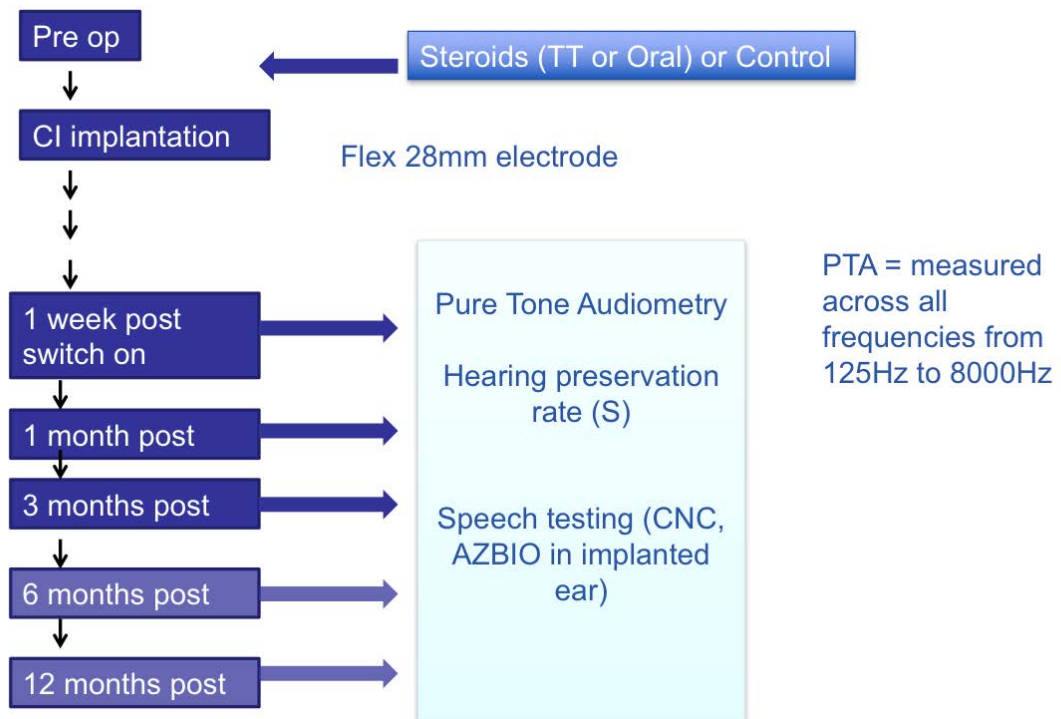 Pre op
Steroids (TT or Oral) or Control
CI implantation
Flex 28mm electrode
1 week post
switch on
1 month post
3 months post
6 months post
12 months post
Pure Tone Audiometry
Hearing preservation
rate (S)
Speech testing (CNC,
AZBIO in implanted
ear)
PTA = measured
across all
frequencies from
125Hz to 8000Hz